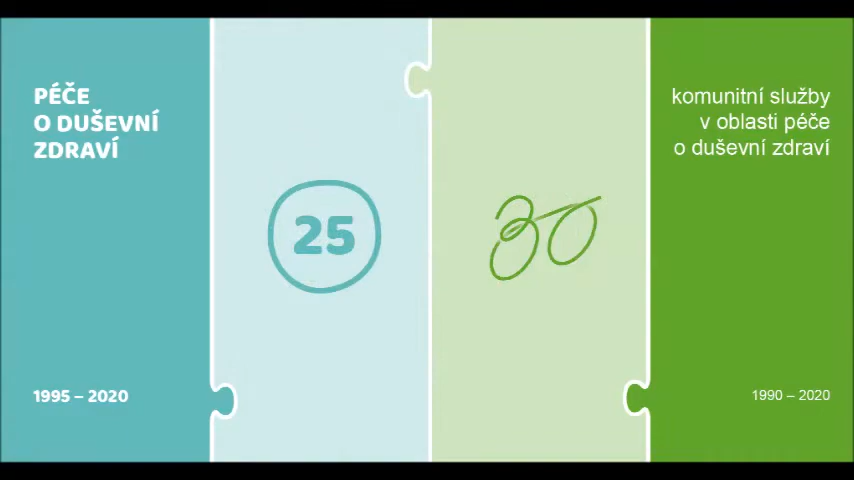 PÉČE
O DUŠEVNÍ
ZDRAVÍ
1995 – 2020
25
30
komunitní služby
v oblasti péče
o duševní zdraví
1990 – 2020